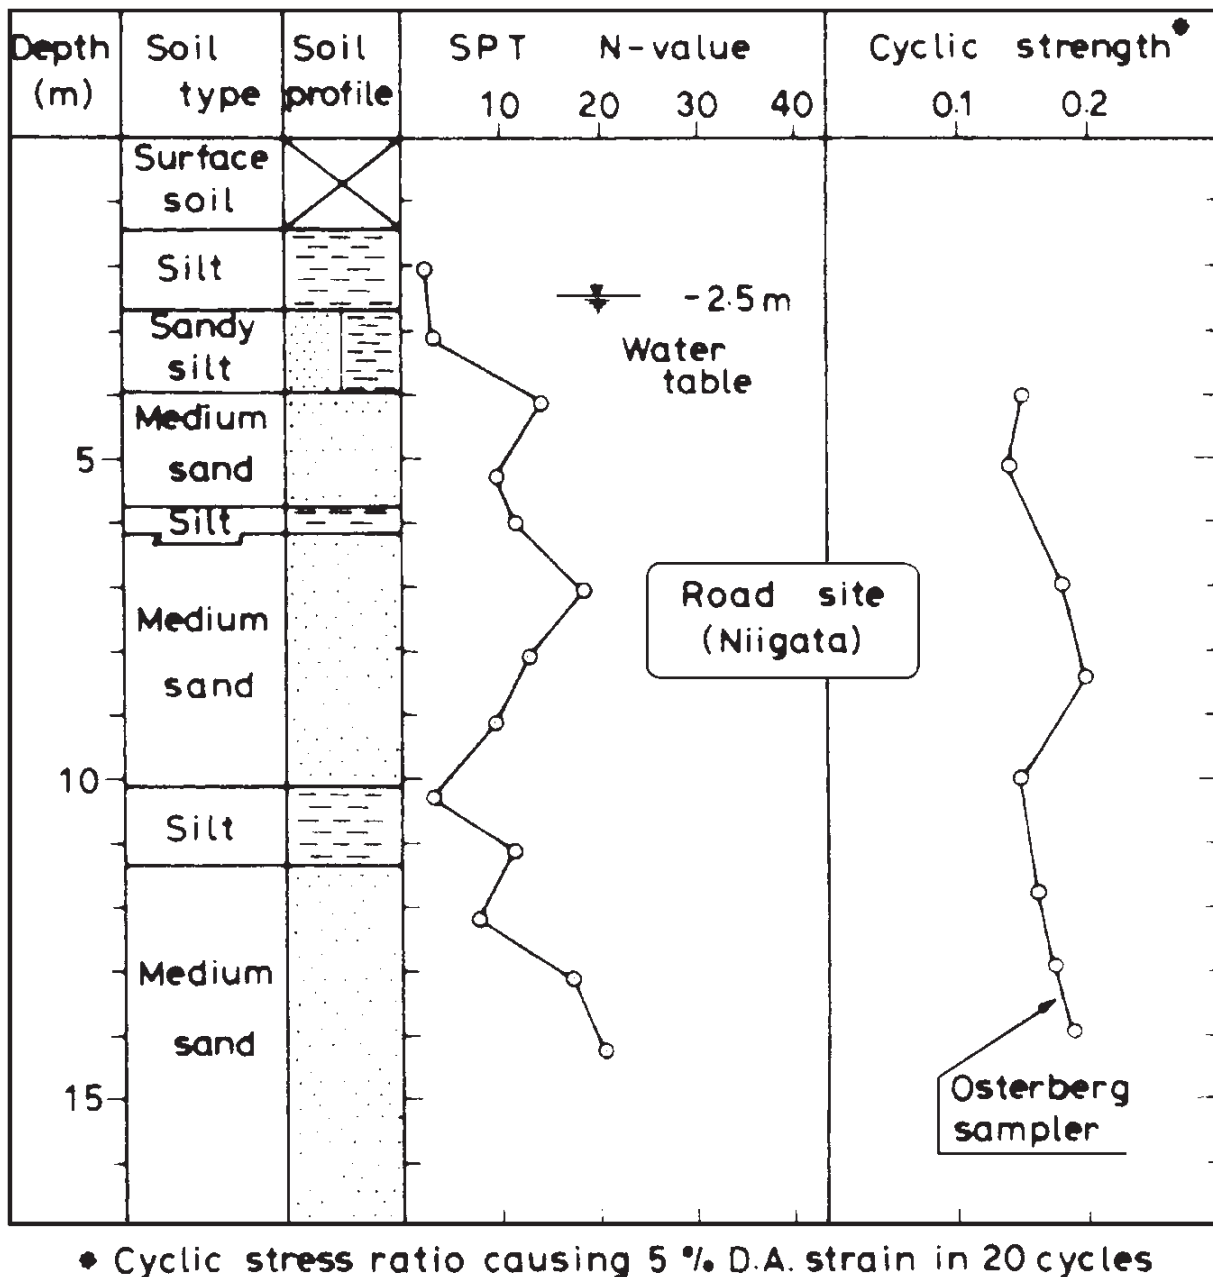 Depth (m)
Soil type
Soil profile
SPT N-value
10 20 30 40
Cyclic strength*
0.1 0.2
Surface soil
Silt
Sandy silt
Medium sand
Silt
Medium sand
Silt
Medium sand
5
10
15
-2.5m
Water table
Road site
(Niigata)
Osterberg
sampler
* Cyclic stress ratio causing 5 % D.A. strain in 20 cycles